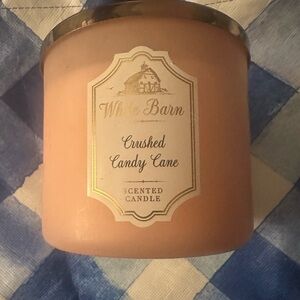 White Barn
Crushed
Candy Cane
SCENTED
CANDLE